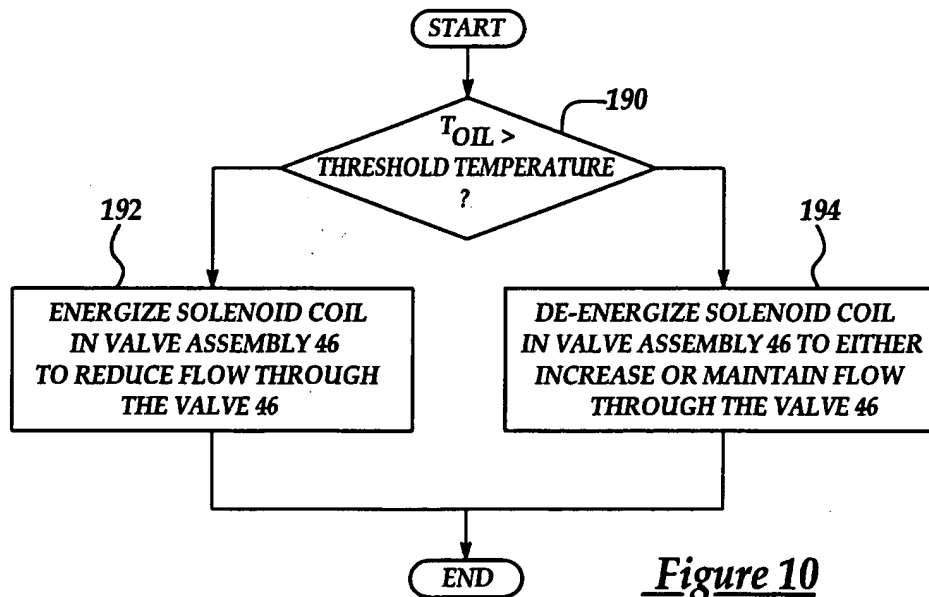 START
190
TOIL >
THRESHOLD TEMPERATURE
?
192
194
ENERGIZE SOLENOID COIL
IN VALVE ASSEMBLY 46
TO REDUCE FLOW THROUGH
THE VALVE 46
DE-ENERGIZE SOLENOID COIL
IN VALVE ASSEMBLY 46 TO EITHER
INCREASE OR MAINTAIN FLOW
THROUGH THE VALVE 46
END
Figure 10